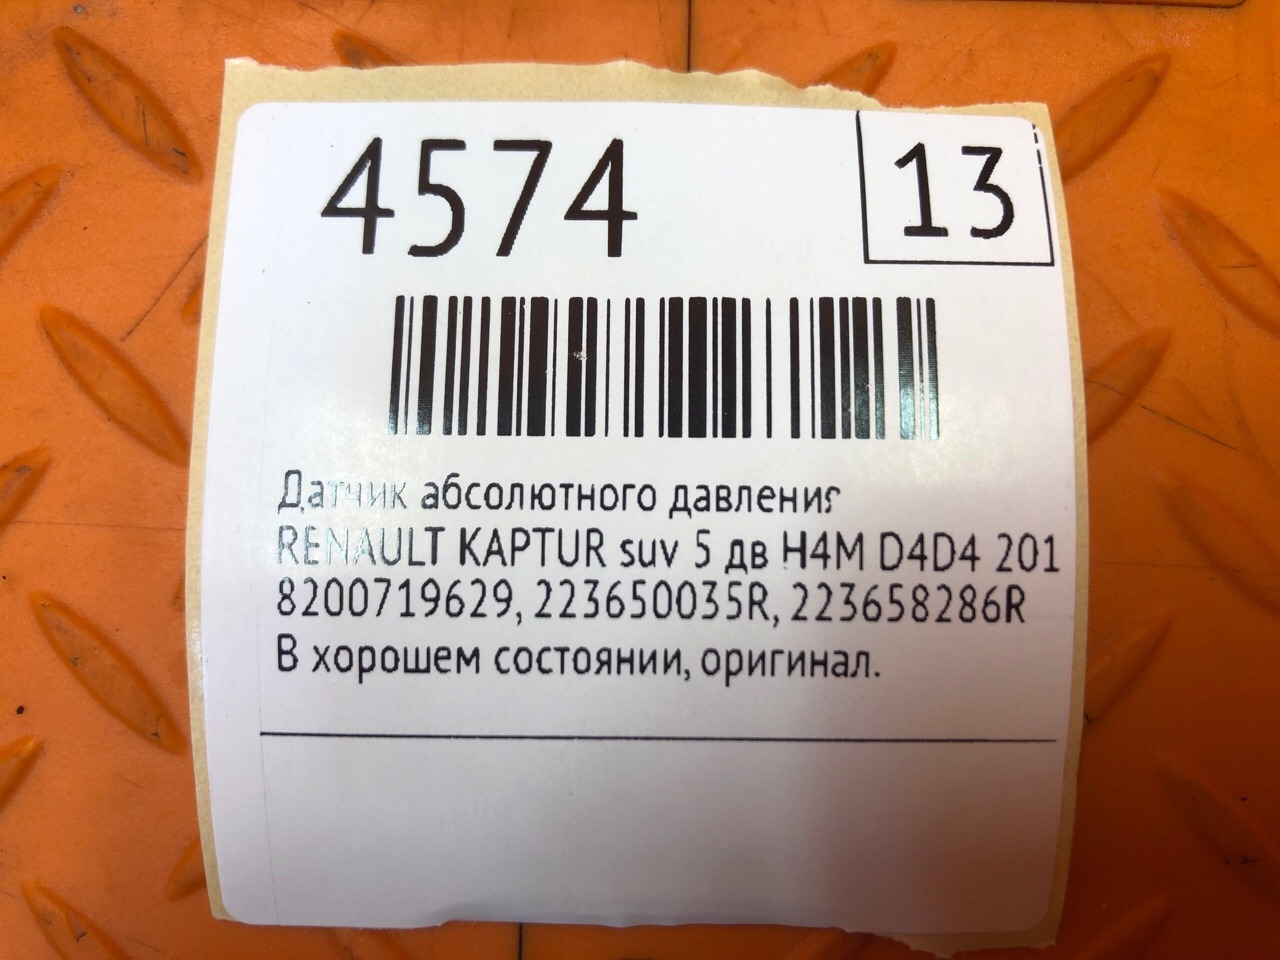 4574
13
Датчик абсолютного давления
RENAULT KAPTUR suv 5 дв H4M D4D4 201
8200719629, 223650035R, 223658286R
В хорошем состоянии, оригинал.